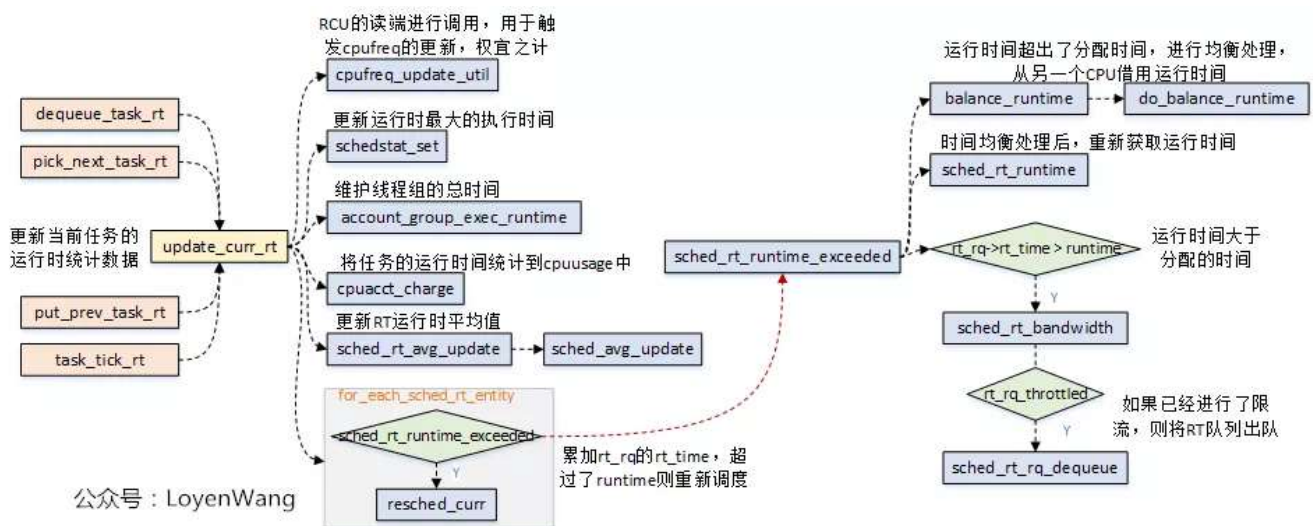 RCU的读端进行调用，用于触
发cpufreq的更新，权宜之计
cpufreq_update_util
dequeue_task_rt
pick_next_task_rt
更新运行时最大的执行时间
schedstat_set
维护线程组的总时间
account_group_exec_runtime
更新当前任务的
运行时统计数据
update_curr_rt
将任务的运行时间统计到cpuusage中
cpuacct_charge
put_prev_task_rt
task_tick_rt
更新RT运行时平均值
sched_rt_avg_update
sched_avg_update
for_each_sched_rt_entity
sched_rt_runtime_exceeded
Y
resched_curr
累加rt_rq的rt_time，超
过了runtime则重新调度
sched_rt_runtime_exceeded
运行时间超出了分配时间，进行均衡处理，
从另一个CPU借用运行时间
balance_runtime
do_balance_runtime
时间均衡处理后，重新获取运行时间
sched_rt_runtime
rt_rq->rt_time > runtime
运行时间大于
分配的时间
Y
sched_rt_bandwidth
rt_rq_throttled
如果已经进行了限
流，则将RT队列出队
Y
sched_rt_rq_dequeue
公众号：LoyenWang